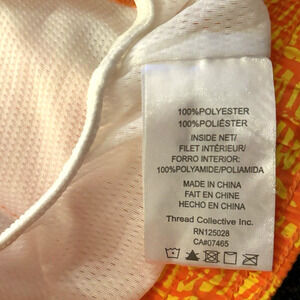 100%POLYESTER
100%POLIÉSTER
INSIDE NET/
FILET INTÉRIEUR/
FORRO INTERIOR:
100%POLYAMIDE/POLIAMIDA
MADE IN CHINA
FAIT EN CHINE
HECHO EN CHINA
Thread Collective Inc.
RN125028
CA#07465